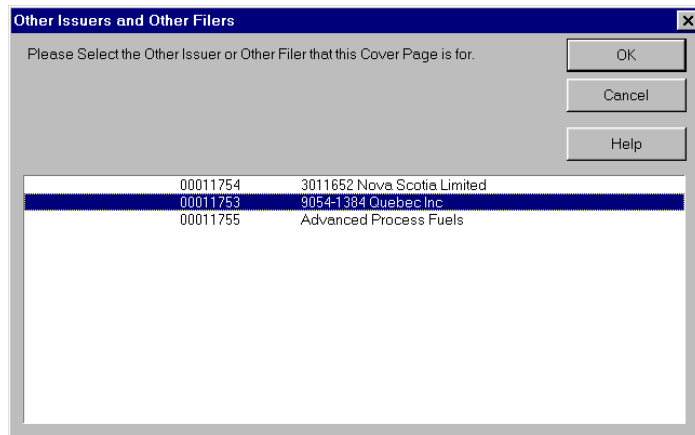 Other Issuers and Other Filers
Please Select the Other Issuer or Other Filer that this Cover Page is for.
OK
Cancel
Help
00011754 3011652 Nova Scotia Limited
00011753 9054-1384 Quebec Inc
00011755 Advanced Process Fuels